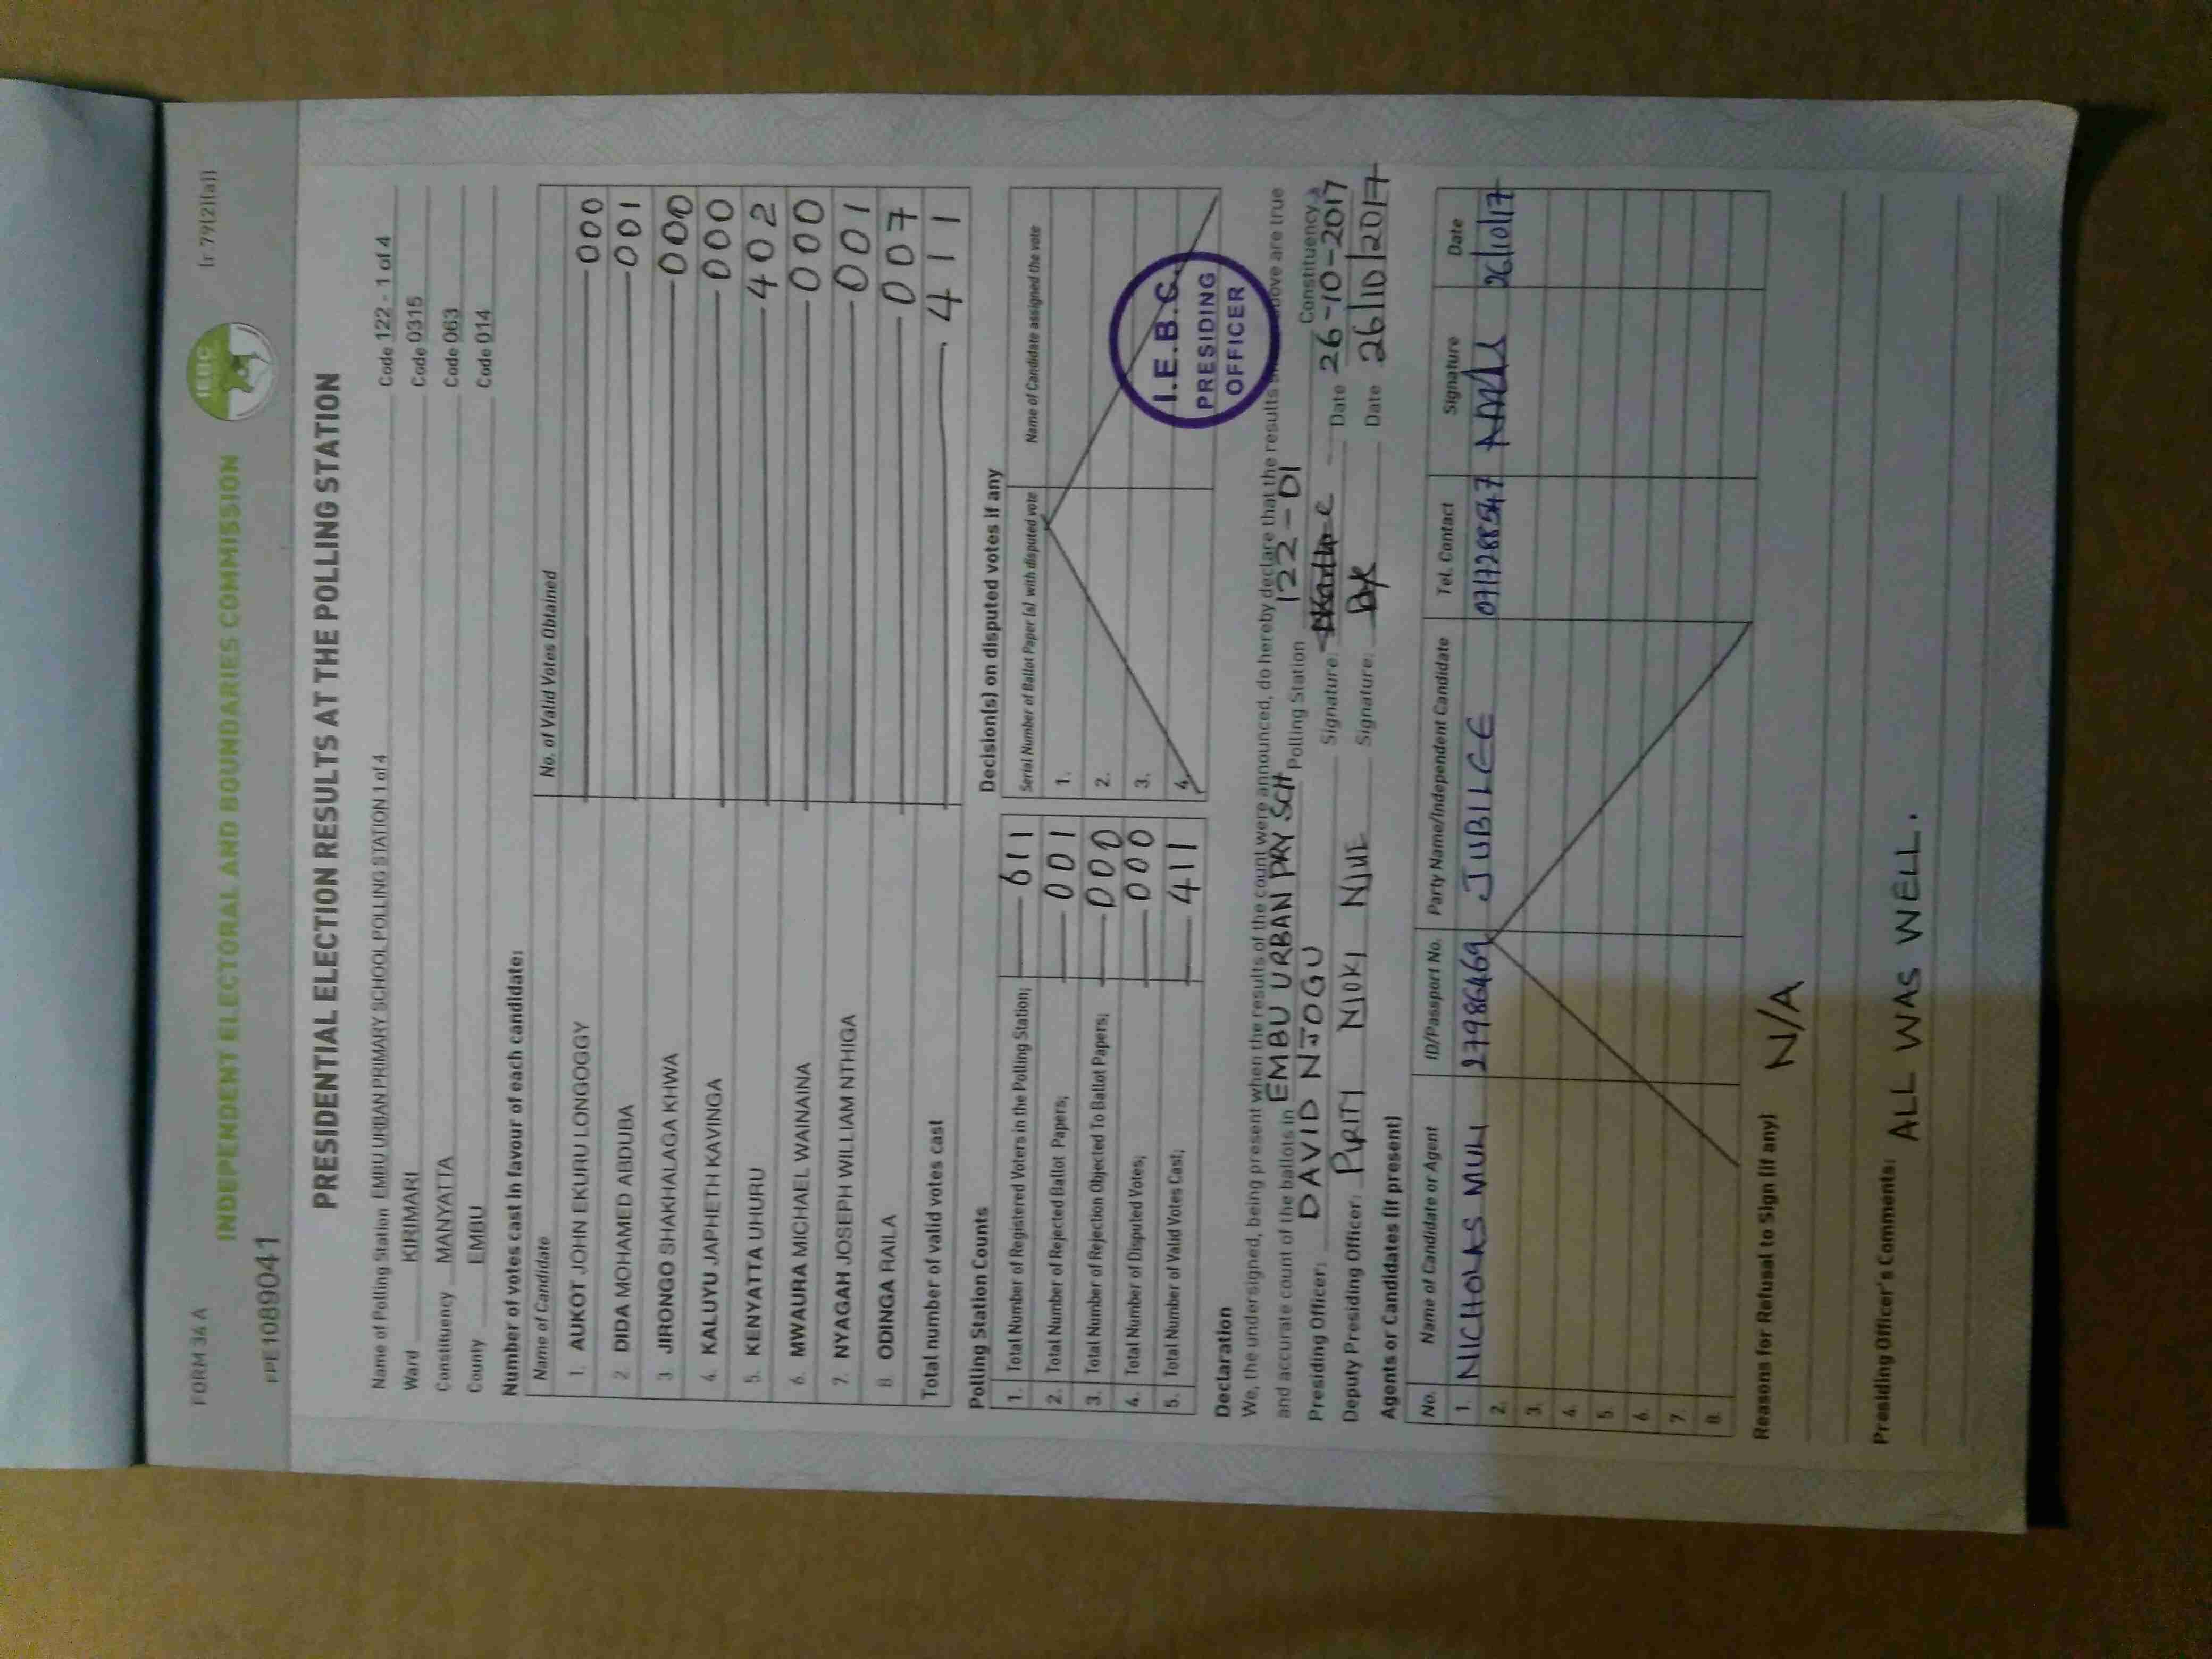 FORM 34 A
(r 79(2)(a))
IEBC
INDEPENDENT ELECTORAL AND BOUNDARIES COMMISSION
PRESIDENTIAL ELECTION RESULTS AT THE POLLING STATION
Name of Polling Station EMBU URBAN PRIMARY SCHOOL POLLING STATION 1 of 4 Code 122 - 1 of 4
Ward KIRIMARI Code 0315
Constituency MANYATTA Code 063
County EMBU Code 014
Number of votes cast in favour of each candidate;
Name of Candidate No. of Valid Votes Obtained
1. AUKOT JOHN EKURU LONGOGGY 000
2. DIDA MOHAMED ABDUBA 001
3. JIRONGO SHAKHALAGA KHWA 000
4. KALUYU JAPHETH KAVINGA 000
5. KENYATTA UHURU 402
6. MWAURA MICHAEL WAINAINA 000
7. NYAGAH JOSEPH WILLIAM NTHIGA 001
8. ODINGA RAILA 007
Total number of valid votes cast 411
Polling Station Counts
1. Total Number of Registered Voters in the Polling Station; 611
2. Total Number of Rejected Ballot Papers; 001
3. Total Number of Rejection Objected To Ballot Papers; 000
4. Total Number of Disputed Votes; 000
5. Total Number of Valid Votes Cast; 411
Decision(s) on disputed votes if any
Serial Number of Ballot Paper (s) with disputed vote Name of Candidate assigned the vote
1.
2.
3.
4.
I.E.B.C.
PRESIDING
OFFICER
Declaration
We, the undersigned, being present when the results of the count were announced, do hereby declare that the results above are true
and accurate count of the ballots in EMBU URBAN PRY SCH Polling Station 122-01 Constituency
Presiding Officer: DAVID NJOGU Signature: Date 26-10-2017
Deputy Presiding Officer: PURITY NJOKI NJUE Signature: Date 26/10/2017
Agents or Candidates (if present)
No. Name of Candidate or Agent ID/Passport No. Party Name/Independent Candidate Tel. Contact Signature Date
1. NICHOLAS 27986469 JUBILEE 0717288547 26/10/17
2.
3.
4.
5.
6.
7.
8.
Reasons for Refusal to Sign (if any) N/A
Presiding Officer's Comments: ALL WAS WELL.